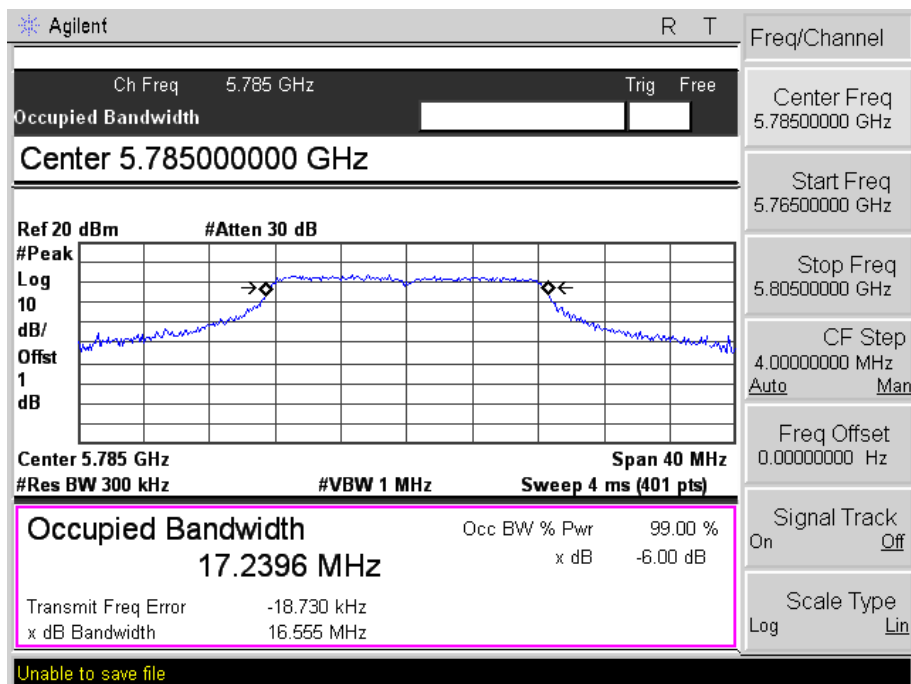 Agilent R T
Freq/Channel
Ch Freq 5.785 GHz Trig Free
Occupied Bandwidth
Center 5.785000000 GHz
Center Freq
5.78500000 GHz
Start Freq
5.76500000 GHz
Stop Freq
5.80500000 GHz
CF Step
4.00000000 MHz
Auto Man
Freq Offset
0.00000000 Hz
Signal Track
On Off
Scale Type
Log Lin
Ref 20 dBm #Atten 30 dB
#Peak
Log
10
dB/
Offst
1
dB
Center 5.785 GHz Span 40 MHz
#Res BW 300 kHz #VBW 1 MHz Sweep 4 ms (401 pts)
Occupied Bandwidth Occ BW % Pwr 99.00 %
17.2396 MHz x dB -6.00 dB
Transmit Freq Error -18.730 kHz
x dB Bandwidth 16.555 MHz
Unable to save file